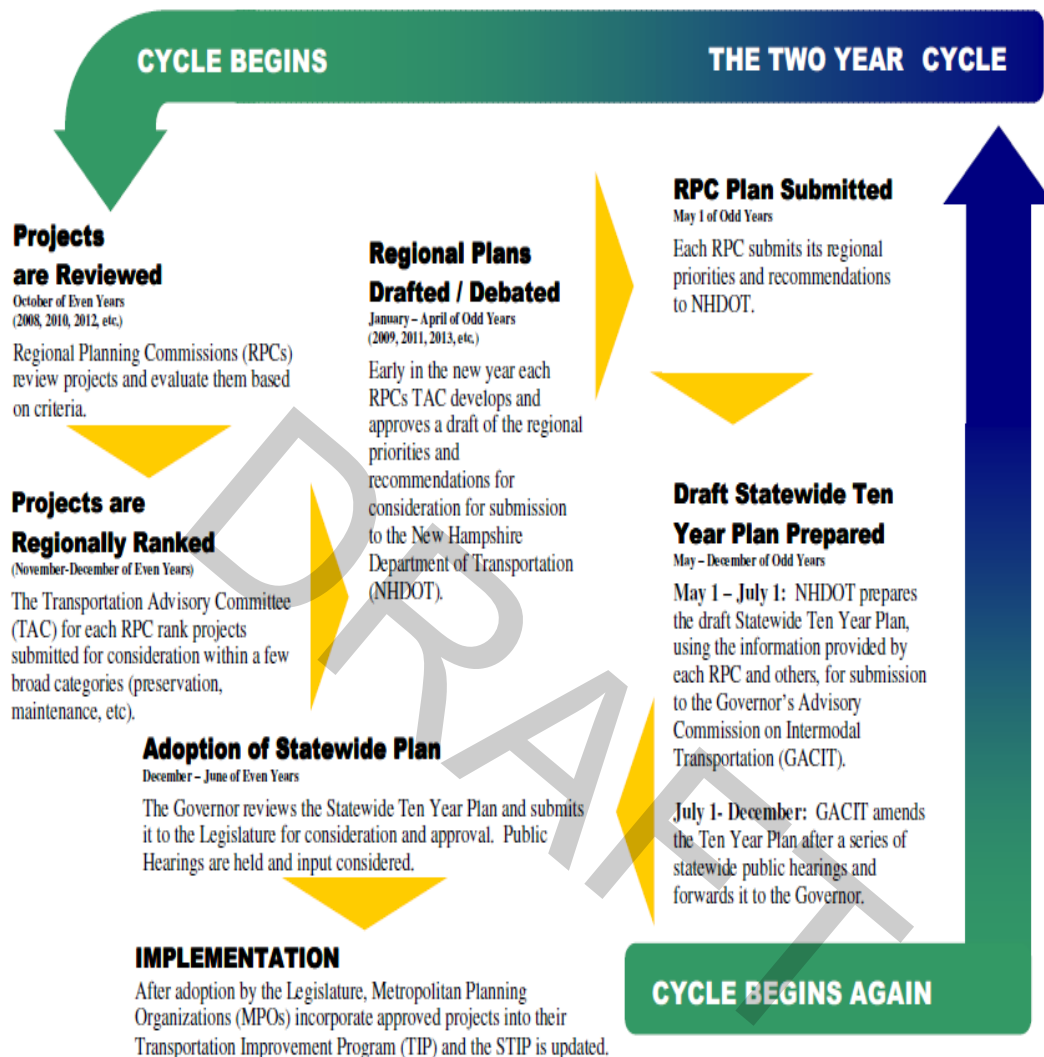 CYCLE BEGINS
THE TWO YEAR CYCLE
Projects
are Reviewed
October of Even Years
(2008, 2010, 2012, etc.)
Regional Planning Commissions (RPCs)
review projects and evaluate them based
on criteria.
Projects are
Regionally Ranked
(November-December of Even Years)
The Transportation Advisory Committee
(TAC) for each RPC rank projects
submitted for consideration within a few
broad categories (preservation,
maintenance, etc).
Regional Plans
Drafted / Debated
January – April of Odd Years
(2009, 2011, 2013, etc.)
Early in the new year each
RPCs TAC develops and
approves a draft of the regional
priorities and
recommendations for
consideration for submission
to the New Hampshire
Department of Transportation
(NHDOT).
RPC Plan Submitted
May 1 of Odd Years
Each RPC submits its regional
priorities and recommendations
to NHDOT.
Draft Statewide Ten
Year Plan Prepared
May – December of Odd Years
May 1 – July 1: NHDOT prepares
the draft Statewide Ten Year Plan,
using the information provided by
each RPC and others, for submission
to the Governor's Advisory
Commission on Intermodal
Transportation (GACIT).
July 1- December: GACIT amends
the Ten Year Plan after a series of
statewide public hearings and
forwards it to the Governor.
Adoption of Statewide Plan
December – June of Even Years
The Governor reviews the Statewide Ten Year Plan and submits
it to the Legislature for consideration and approval. Public
Hearings are held and input considered.
IMPLEMENTATION
After adoption by the Legislature, Metropolitan Planning
Organizations (MPOs) incorporate approved projects into their
Transportation Improvement Program (TIP) and the STIP is updated.
CYCLE BEGINS AGAIN
DRAFT